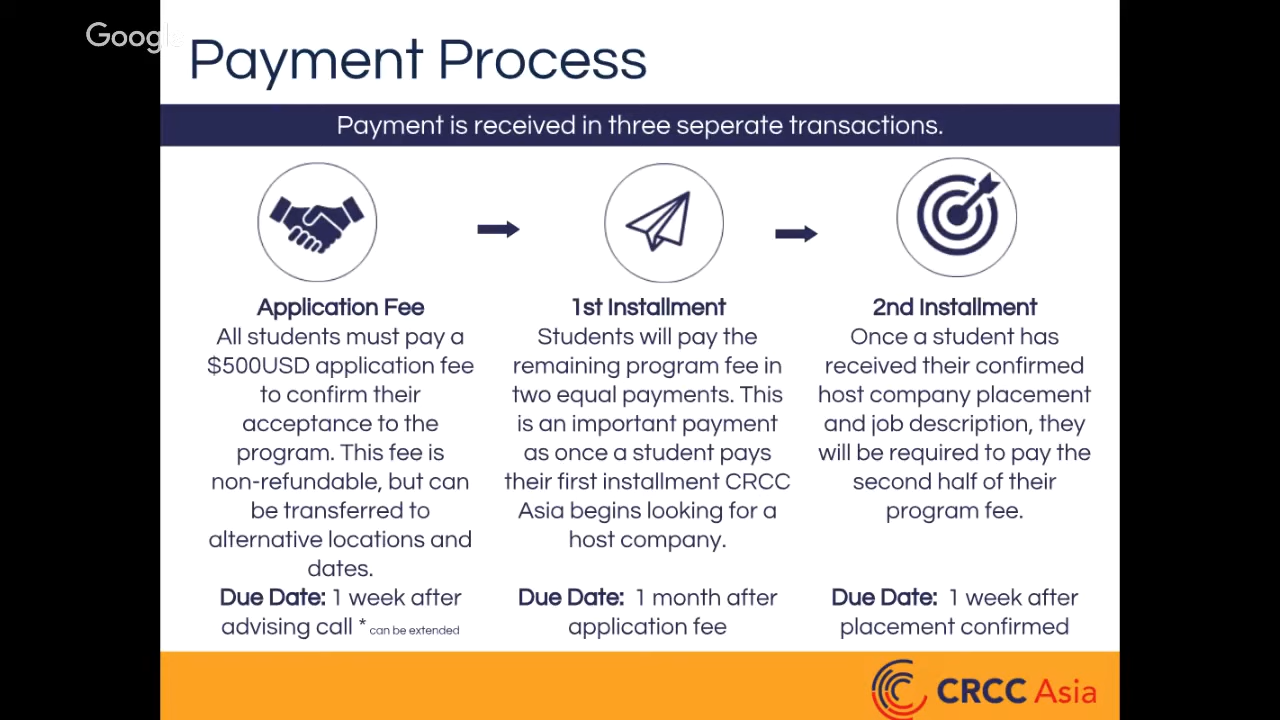 Google
Payment Process
Payment is received in three seperate transactions.
Application Fee
All students must pay a
$500USD application fee
to confirm their
acceptance to the
program. This fee is
non-refundable, but can
be transferred to
alternative locations and
dates.
Due Date: 1 week after
advising call * can be extended
1st Installment
Students will pay the
remaining program fee in
two equal payments. This
is an important payment
as once a student pays
their first installment CRCC
Asia begins looking for a
host company.
Due Date: 1 month after
application fee
2nd Installment
Once a student has
received their confirmed
host company placement
and job description, they
will be required to pay the
second half of their
program fee.
Due Date: 1 week after
placement confirmed
CRCC Asia